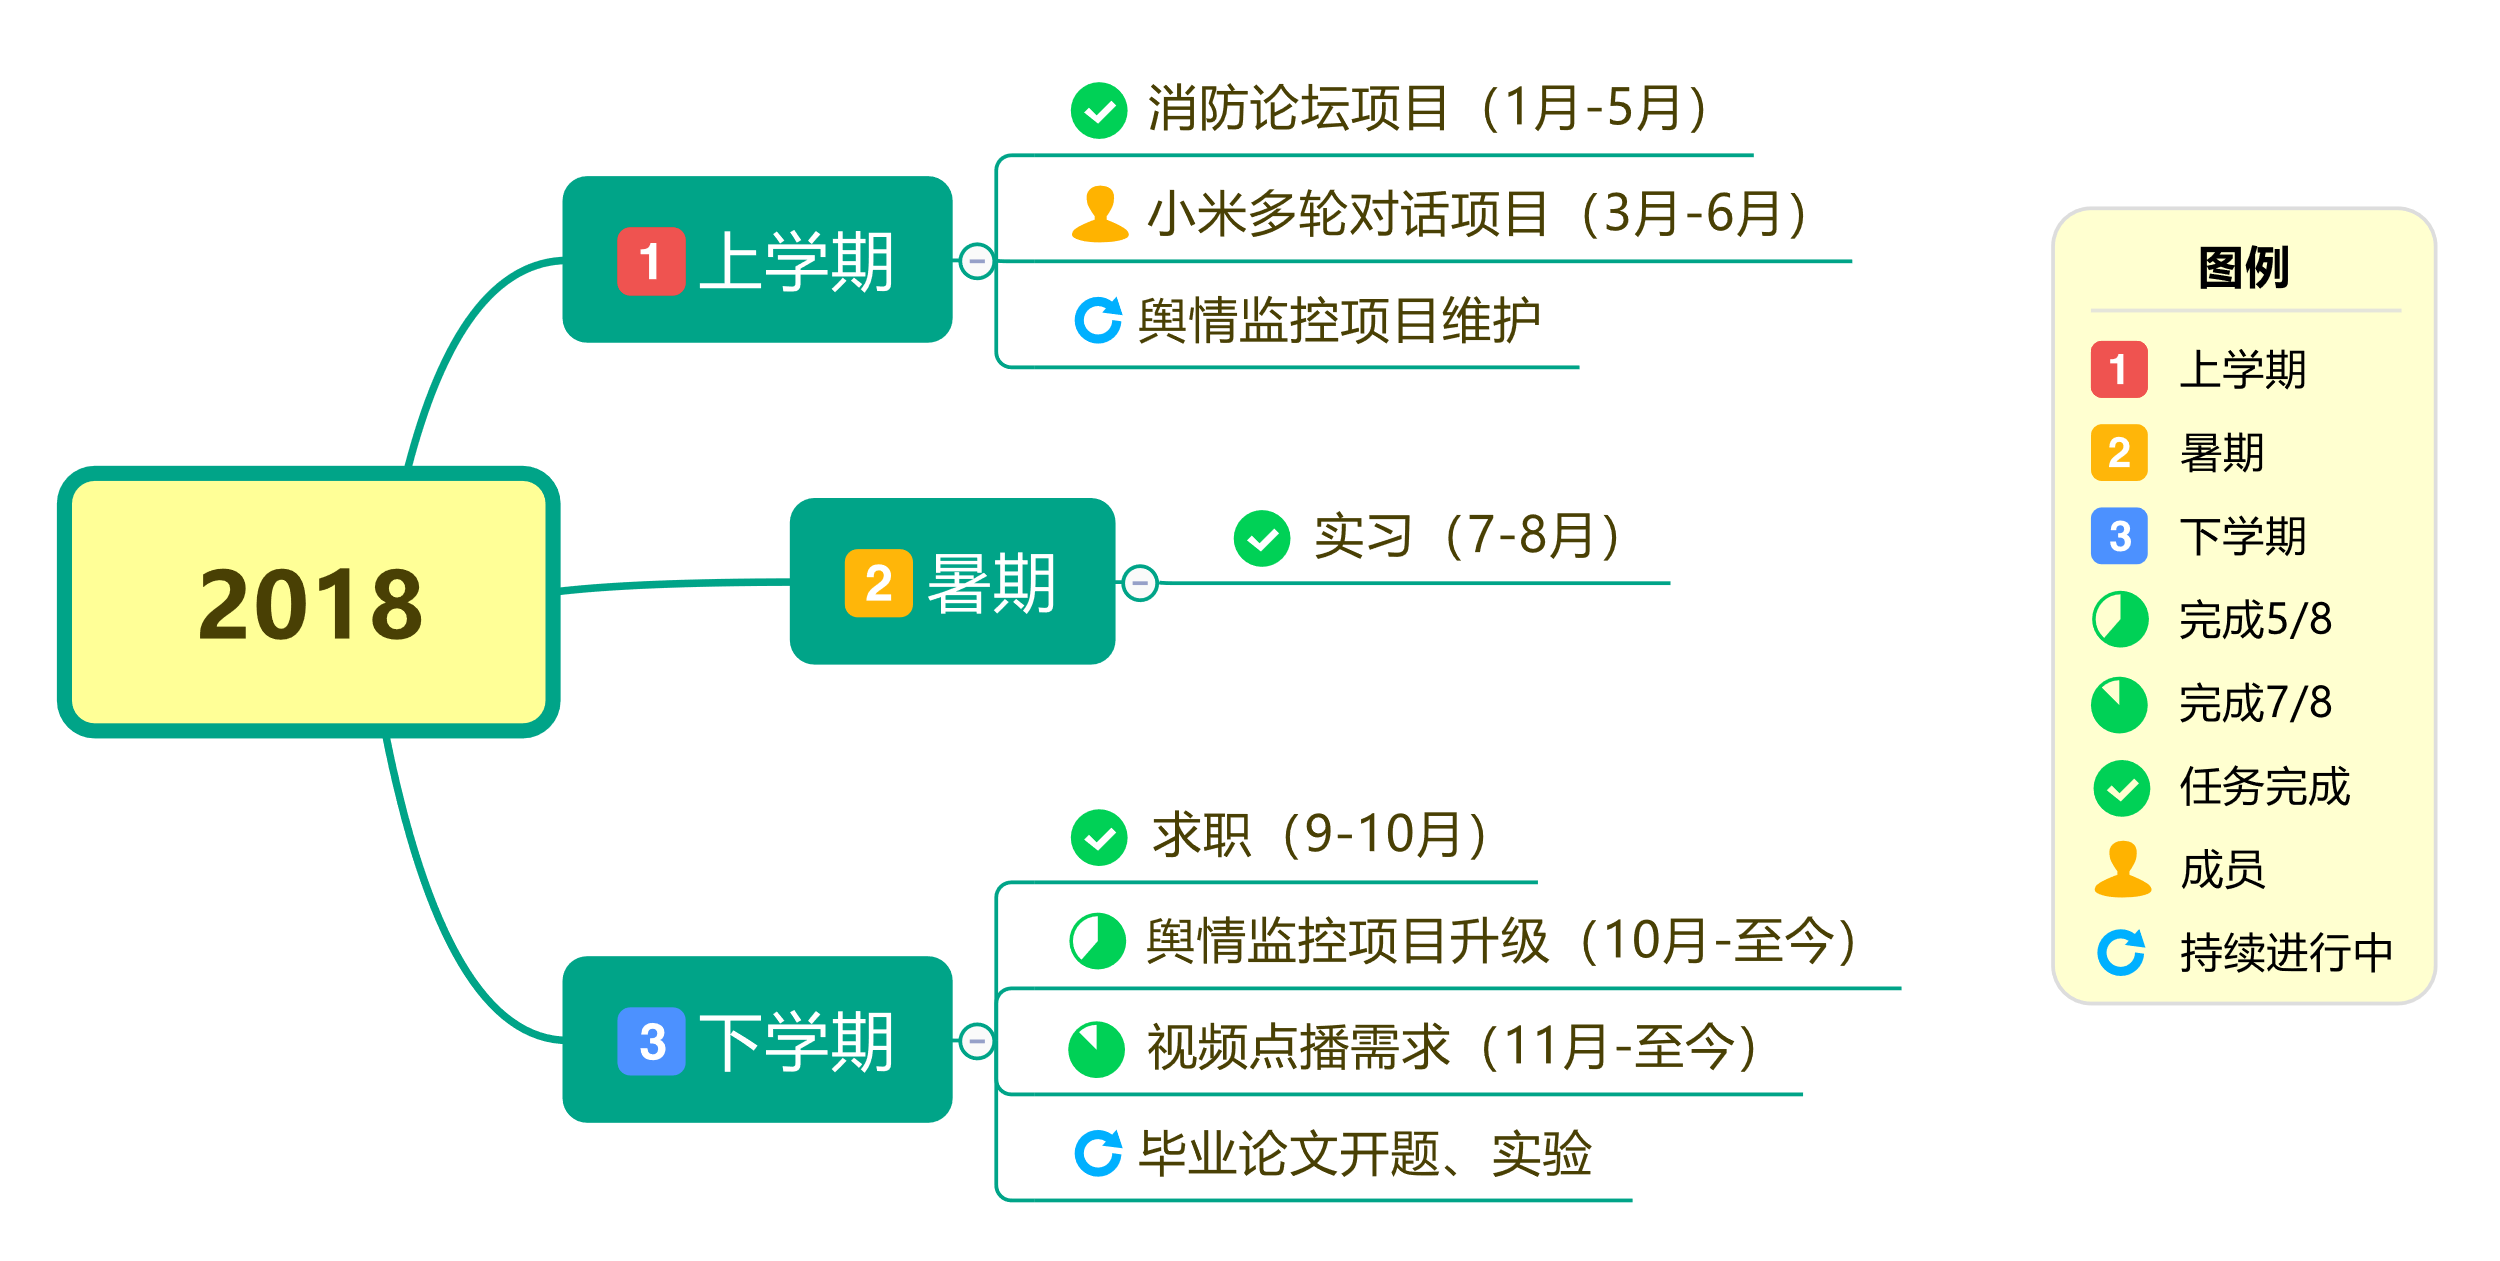 2018
1 上学期
消防论坛项目（1月-5月）
小米多轮对话项目（3月-6月）
舆情监控项目维护
2 暑期
实习（7-8月）
3 下学期
求职（9-10月）
舆情监控项目升级（10月-至今）
视频点播需求（11月-至今）
毕业论文开题、实验
图例
1 上学期
2 暑期
3 下学期
完成5/8
完成7/8
任务完成
成员
持续进行中